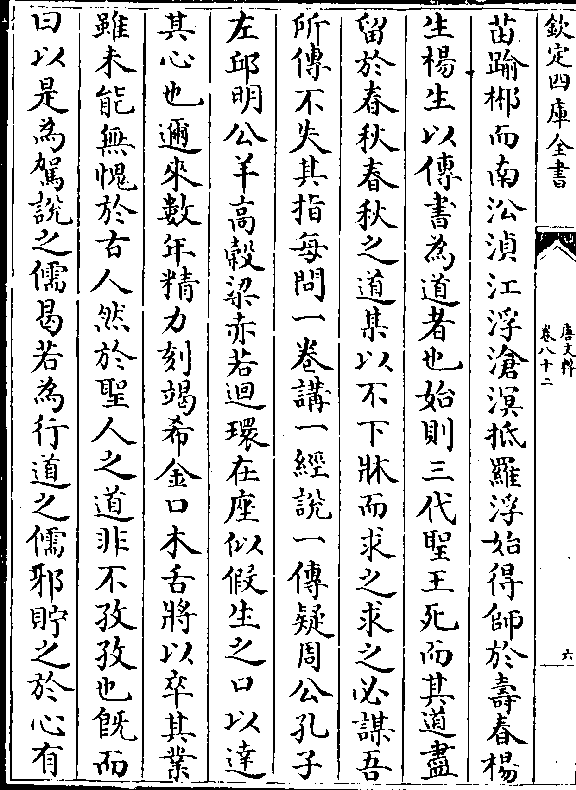 欽定四庫全書
唐文粹
卷八十二
六
苗踰郴而南㳂湞江浮滄溟抵羅浮始得師於壽春楊
生楊生以傳書為道者也始則三代聖王死而其道盡
留於春秋春秋之道某以不下牀而求之求之必謀吾
所傳不失其指每問一卷講一經說一傳疑周公孔子
左邱明公羊高榖梁赤若迴環在座似假生之口以達
其心也邇來數年精力刻竭希金口木舌將以卒其業
雖未能無愧於古人然於聖人之道非不孜孜也旣而
曰以是為駕說之儒曷若為行道之儒邪貯之於心有